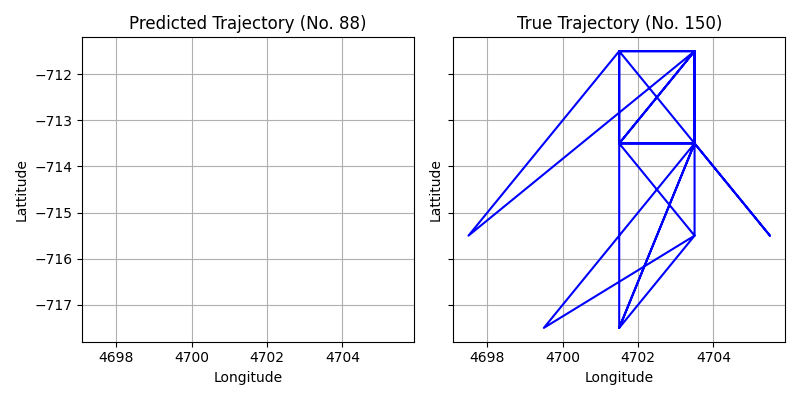 Predicted Trajectory (No. 88)
True Trajectory (No. 150)
−712
−713
−714
−715
−716
−717
Lattitude
4698 4700 4702 4704
Longitude
Lattitude
4698 4700 4702 4704
Longitude